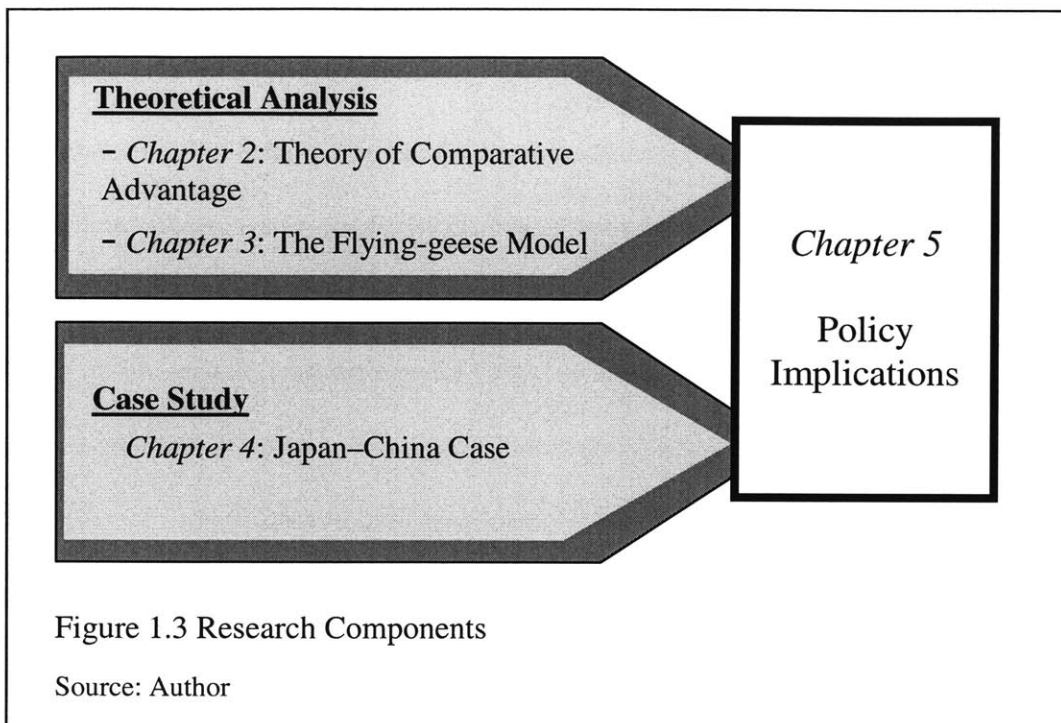 Theoretical Analysis
- Chapter 2: Theory of Comparative
Advantage
- Chapter 3: The Flying-geese Model
Case Study
Chapter 4: Japan–China Case
Chapter 5
Policy
Implications
Figure 1.3 Research Components
Source: Author